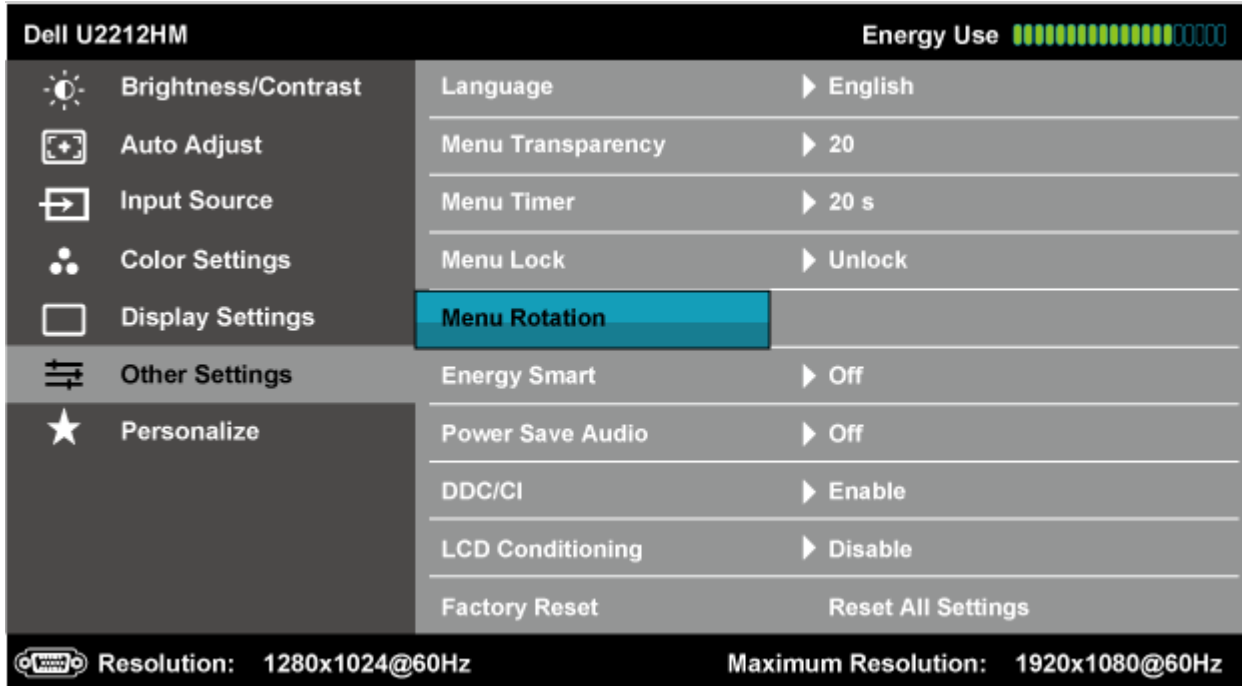 Dell U2212HM Energy Use
Brightness/Contrast Language English
Auto Adjust Menu Transparency 20
Input Source Menu Timer 20 s
Color Settings Menu Lock Unlock
Display Settings Menu Rotation
Other Settings Energy Smart Off
Personalize Power Save Audio Off
DDC/CI Enable
LCD Conditioning Disable
Factory Reset Reset All Settings
Resolution: 1280x1024@60Hz Maximum Resolution: 1920x1080@60Hz